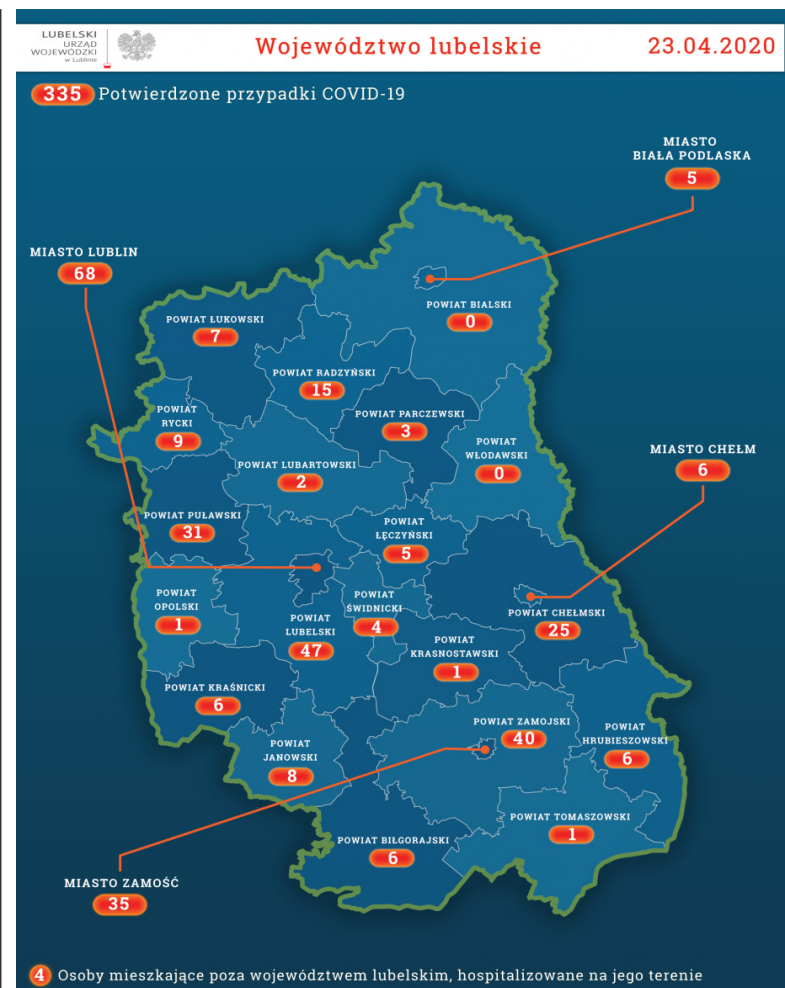 LUBELSKI
URZĄD
WOJEWÓDZKI
w Lublinie
Województwo lubelskie
23.04.2020
335 Potwierdzone przypadki COVID-19
MIASTO
BIAŁA PODLASKA
5
MIASTO LUBLIN
68
POWIAT BIALSKI
0
POWIAT ŁUKOWSKI
7
POWIAT RADZYŃSKI
15
POWIAT
RYCKI
9
POWIAT PARCZEWSKI
3
POWIAT
WŁODAWSKI
0
MIASTO CHEŁM
6
POWIAT LUBARTOWSKI
2
POWIAT PUŁAWSKI
31
POWIAT
ŁĘCZYŃSKI
5
POWIAT
OPOLSKI
1
POWIAT
ŚWIDNICKI
4
POWIAT
LUBELSKI
47
POWIAT CHEŁMSKI
25
POWIAT
KRASNOSTAWSKI
1
POWIAT KRAŚNICKI
6
POWIAT ZAMOJSKI
40
POWIAT
HRUBIESZOWSKI
6
POWIAT
JANOWSKI
8
POWIAT TOMASZOWSKI
1
POWIAT BIŁGORAJSKI
6
MIASTO ZAMOŚĆ
35
4 Osoby mieszkające poza województwem lubelskim, hospitalizowane na jego terenie